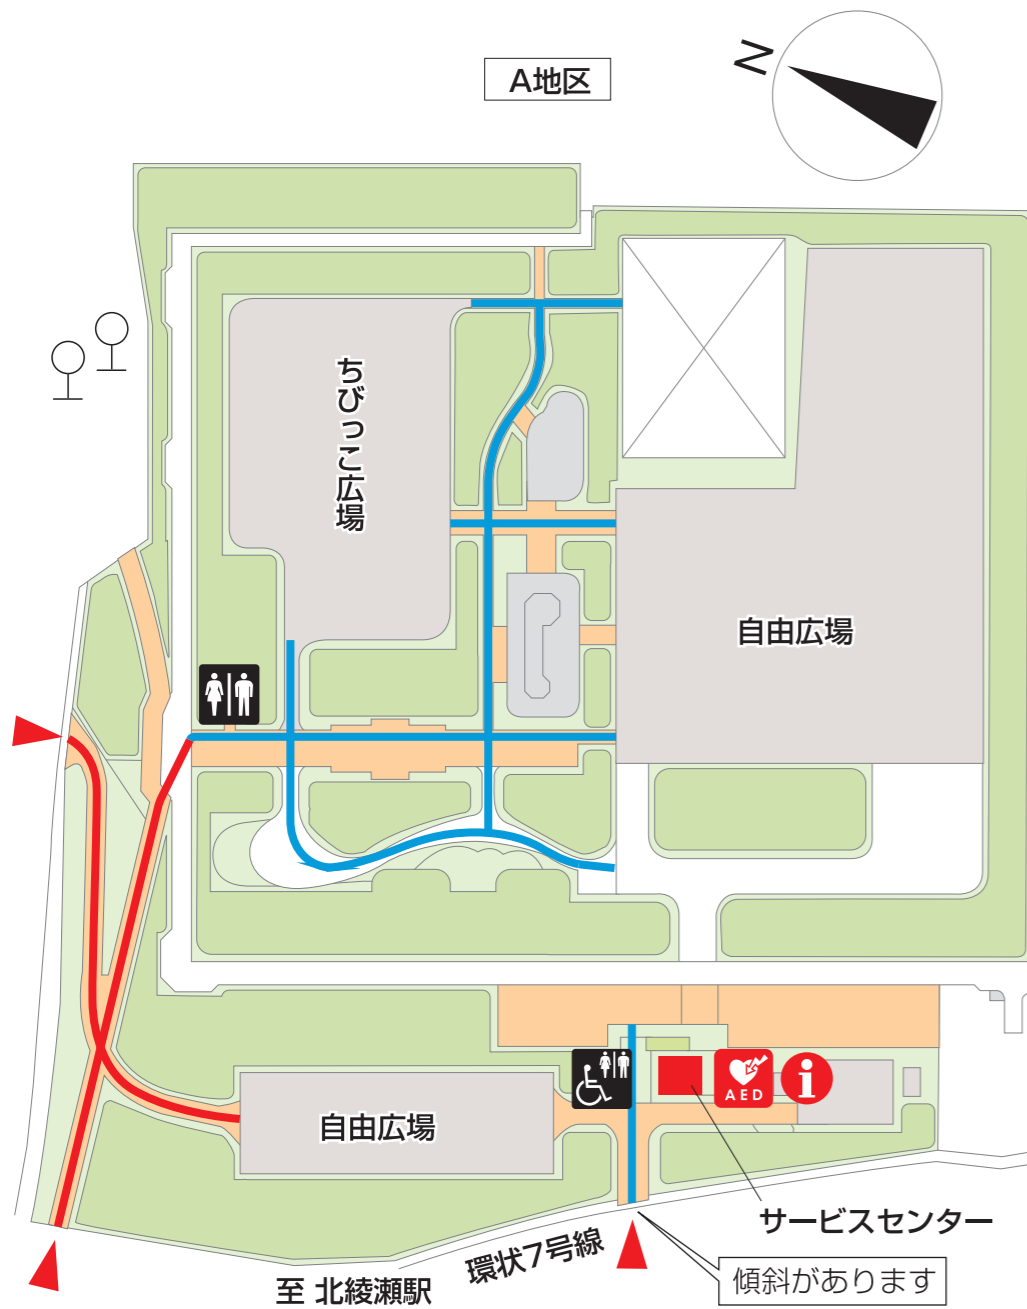 A地区
N
ちびっこ広場
自由広場
自由広場
AED
i
サービスセンター
環状7号線
傾斜があります
至 北綾瀬駅